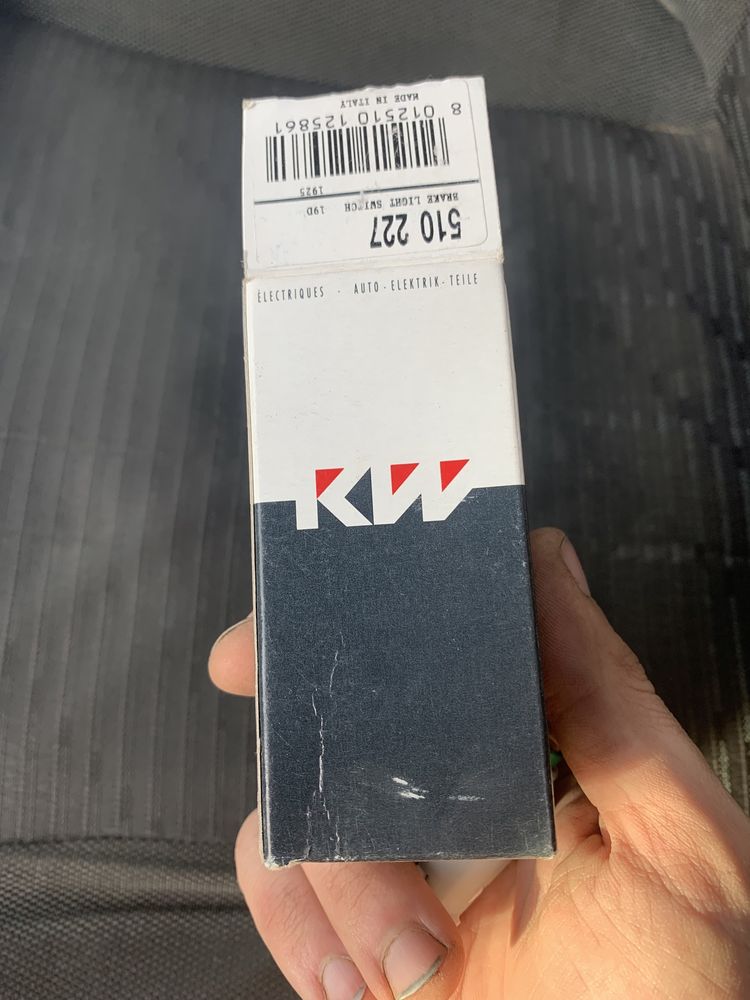 510 227
BRAKE LIGHT SWITCH 19D
1925
8 012510 125861
MADE IN ITALY
ÉLECTRIQUES · AUTO-ELEKTRIK-TEILE
KW